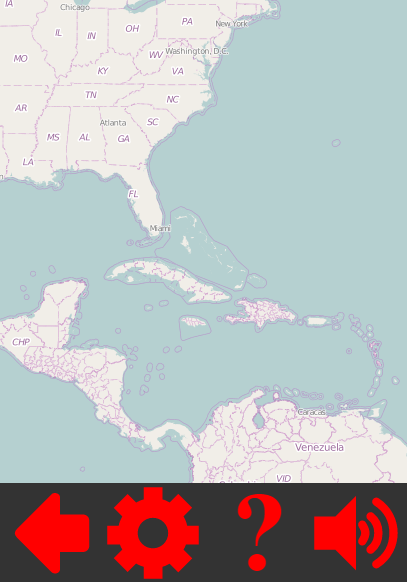 IA
Chicago
PA
New York
OH
IL
IN
WV
Washington, D.C.
MO
KY
VA
TN
NC
AR
Atlanta
SC
MS
AL
GA
LA
FL
Miami
CHP
Caracas
Venezuela
VID
?